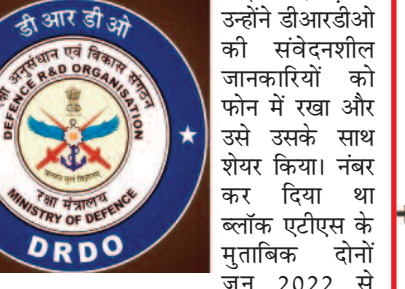 डी आर डी ओ
रक्षा अनुसंधान एवं विकास संगठन
DEFENCE R&D ORGANISATION
रक्षा मंत्रालय
MINISTRY OF DEFENCE
DRDO
उन्होंने डीआरडीओ
की संवेदनशील
जानकारियों को
फोन में रखा और
उसे उसके साथ
शेयर किया। नंबर
कर दिया था
ब्लॉक एटीएस के
मुताबिक दोनों
जून 2022 से